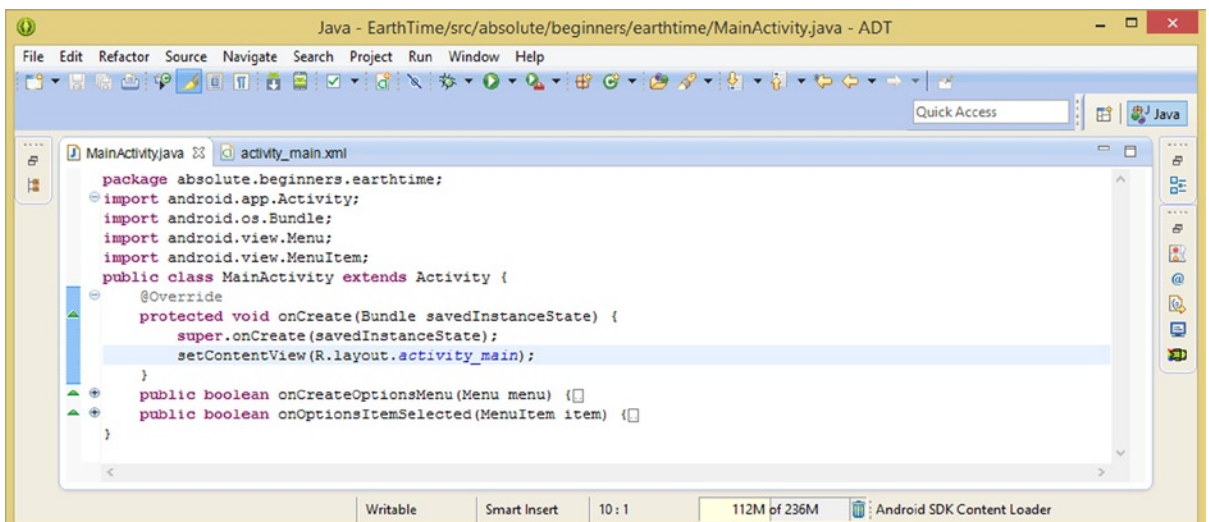 Java - EarthTime/src/absolute/beginners/earthtime/MainActivity.java - ADT
File Edit Refactor Source Navigate Search Project Run Window Help
Quick Access
Java
MainActivity.java activity_main.xml
package absolute.beginners.earthtime;
import android.app.Activity;
import android.os.Bundle;
import android.view.Menu;
import android.view.MenuItem;
public class MainActivity extends Activity {
@Override
protected void onCreate(Bundle savedInstanceState) {
super.onCreate(savedInstanceState);
setContentView(R.layout.activity_main);
}
public boolean onCreateOptionsMenu(Menu menu) {
public boolean onOptionsItemSelected(MenuItem item) {
}
Writable Smart Insert 10 : 1 112M of 236M Android SDK Content Loader